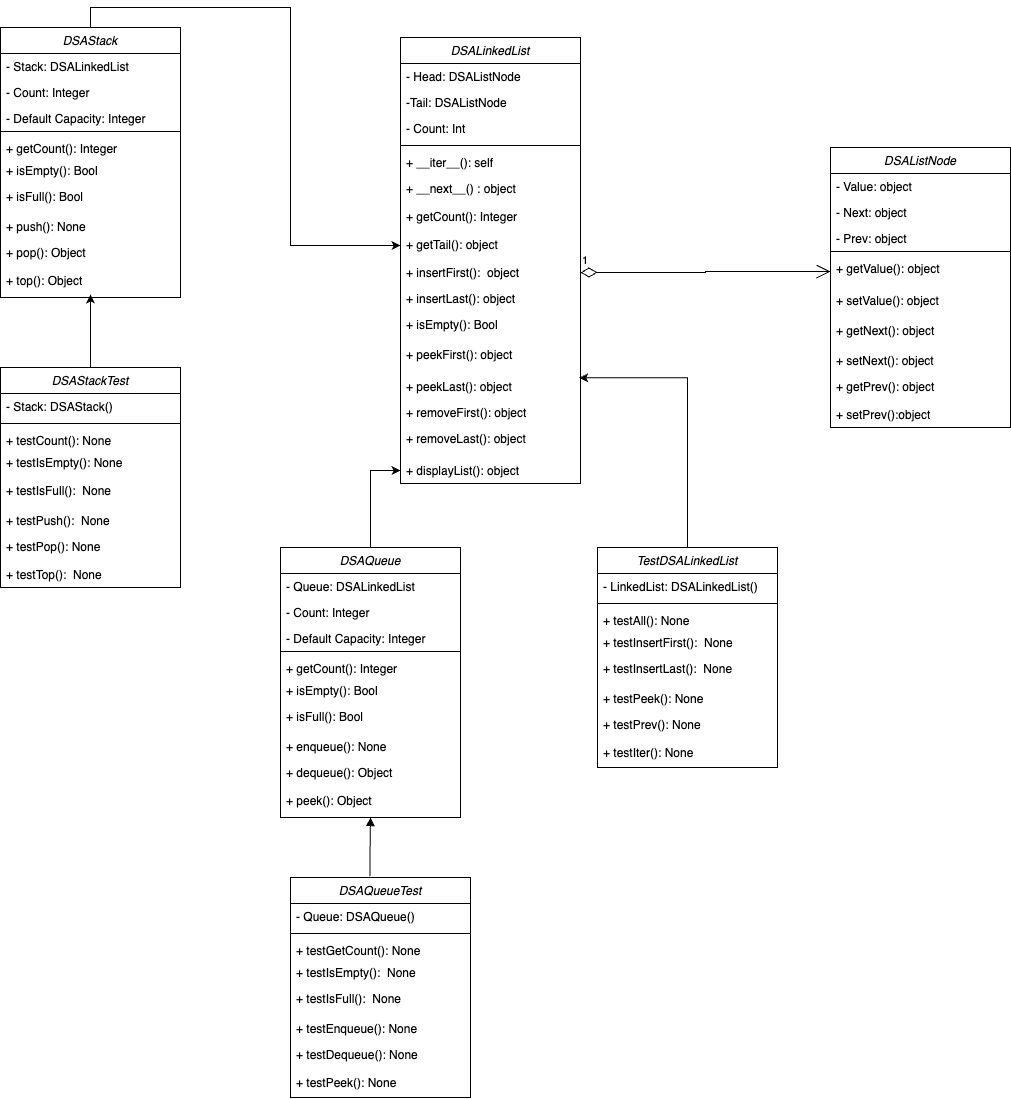 DSAStack
- Stack: DSALinkedList
- Count: Integer
- Default Capacity: Integer
+ getCount(): Integer
+ isEmpty(): Bool
+ isFull(): Bool
+ push(): None
+ pop(): Object
+ top(): Object
DSALinkedList
- Head: DSAListNode
-Tail: DSAListNode
- Count: Int
+ __iter__(): self
+ __next__() : object
+ getCount(): Integer
+ getTail(): object
+ insertFirst():  object
+ insertLast(): object
+ isEmpty(): Bool
+ peekFirst(): object
+ peekLast(): object
+ removeFirst(): object
+ removeLast(): object
+ displayList(): object
1
DSAListNode
- Value: object
- Next: object
- Prev: object
+ getValue(): object
+ setValue(): object
+ getNext(): object
+ setNext(): object
+ getPrev(): object
+ setPrev():object
DSAStackTest
- Stack: DSAStack()
+ testCount(): None
+ testIsEmpty(): None
+ testIsFull():  None
+ testPush():  None
+ testPop(): None
+ testTop():  None
DSAQueue
- Queue: DSALinkedList
- Count: Integer
- Default Capacity: Integer
+ getCount(): Integer
+ isEmpty(): Bool
+ isFull(): Bool
+ enqueue(): None
+ dequeue(): Object
+ peek(): Object
TestDSALinkedList
- LinkedList: DSALinkedList()
+ testAll(): None
+ testInsertFirst():  None
+ testInsertLast():  None
+ testPeek(): None
+ testPrev(): None
+ testIter(): None
DSAQueueTest
- Queue: DSAQueue()
+ testGetCount(): None
+ testIsEmpty():  None
+ testIsFull():  None
+ testEnqueue(): None
+ testDequeue(): None
+ testPeek(): None